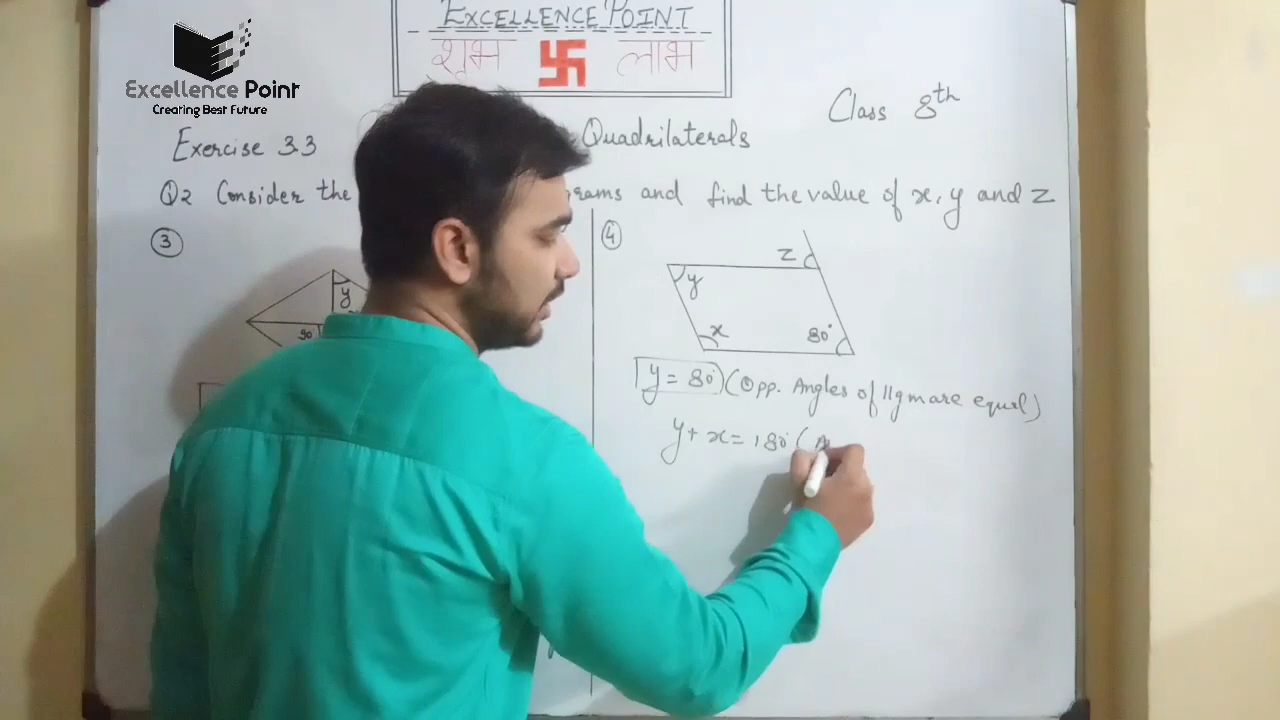 EXCELLENCE POINT
शुभ लाभ
Excellence Point
Creating Best Future
Class 8th
Exercise 3.3
Quadrilaterals
Q2 Consider the rams and find the value of x, y and z
3
y
90°
4
z
y
x
80°
y = 80° (Opp. Angles of ||gm are equal)
y + x = 180° ( A